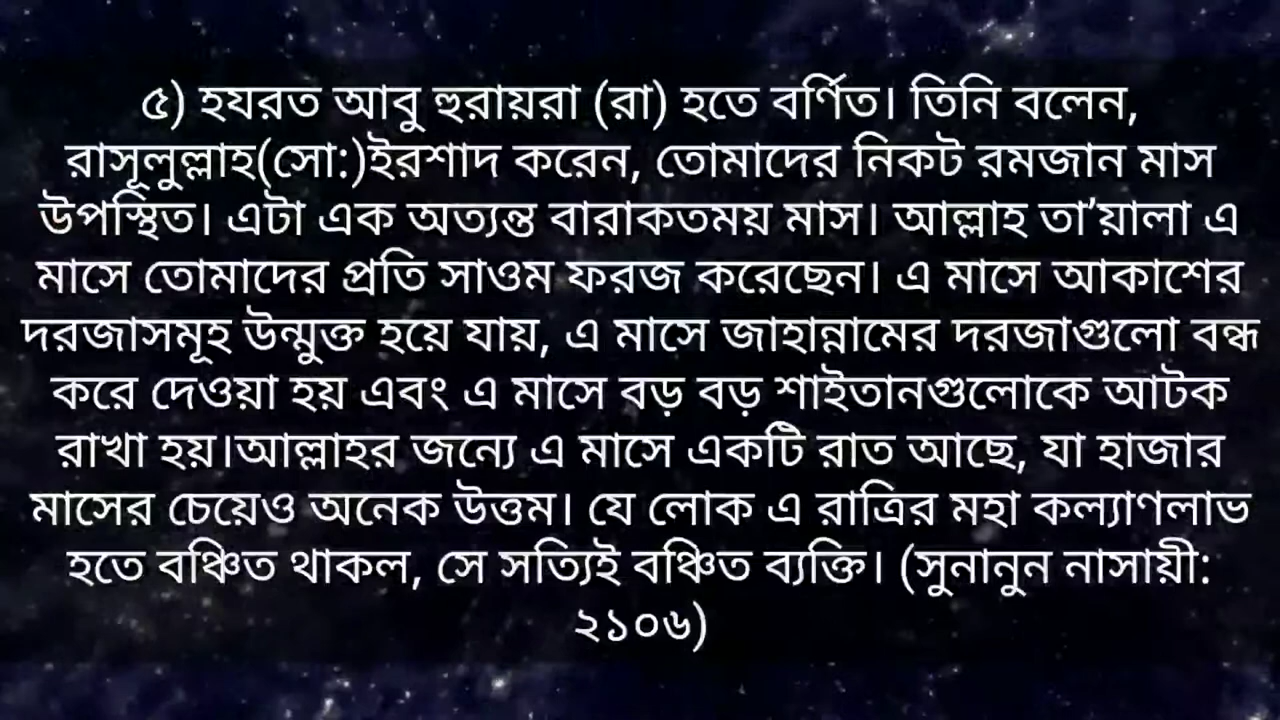 ৫) হযরত আবু হুরায়রা (রা) হতে বর্ণিত। তিনি বলেন,
রাসূলুল্লাহ(সো:)ইরশাদ করেন, তোমাদের নিকট রমজান মাস
উপস্থিত। এটা এক অত্যন্ত বারাকতময় মাস। আল্লাহ তা’য়ালা এ
মাসে তোমাদের প্রতি সাওম ফরজ করেছেন। এ মাসে আকাশের
দরজাসমূহ উন্মুক্ত হয়ে যায়, এ মাসে জাহান্নামের দরজাগুলো বন্ধ
করে দেওয়া হয় এবং এ মাসে বড় বড় শাইতানগুলোকে আটক
রাখা হয়।আল্লাহর জন্যে এ মাসে একটি রাত আছে, যা হাজার
মাসের চেয়েও অনেক উত্তম। যে লোক এ রাত্রির মহা কল্যাণলাভ
হতে বঞ্চিত থাকল, সে সত্যিই বঞ্চিত ব্যক্তি। (সুনানুন নাসায়ী:
২১০৬)